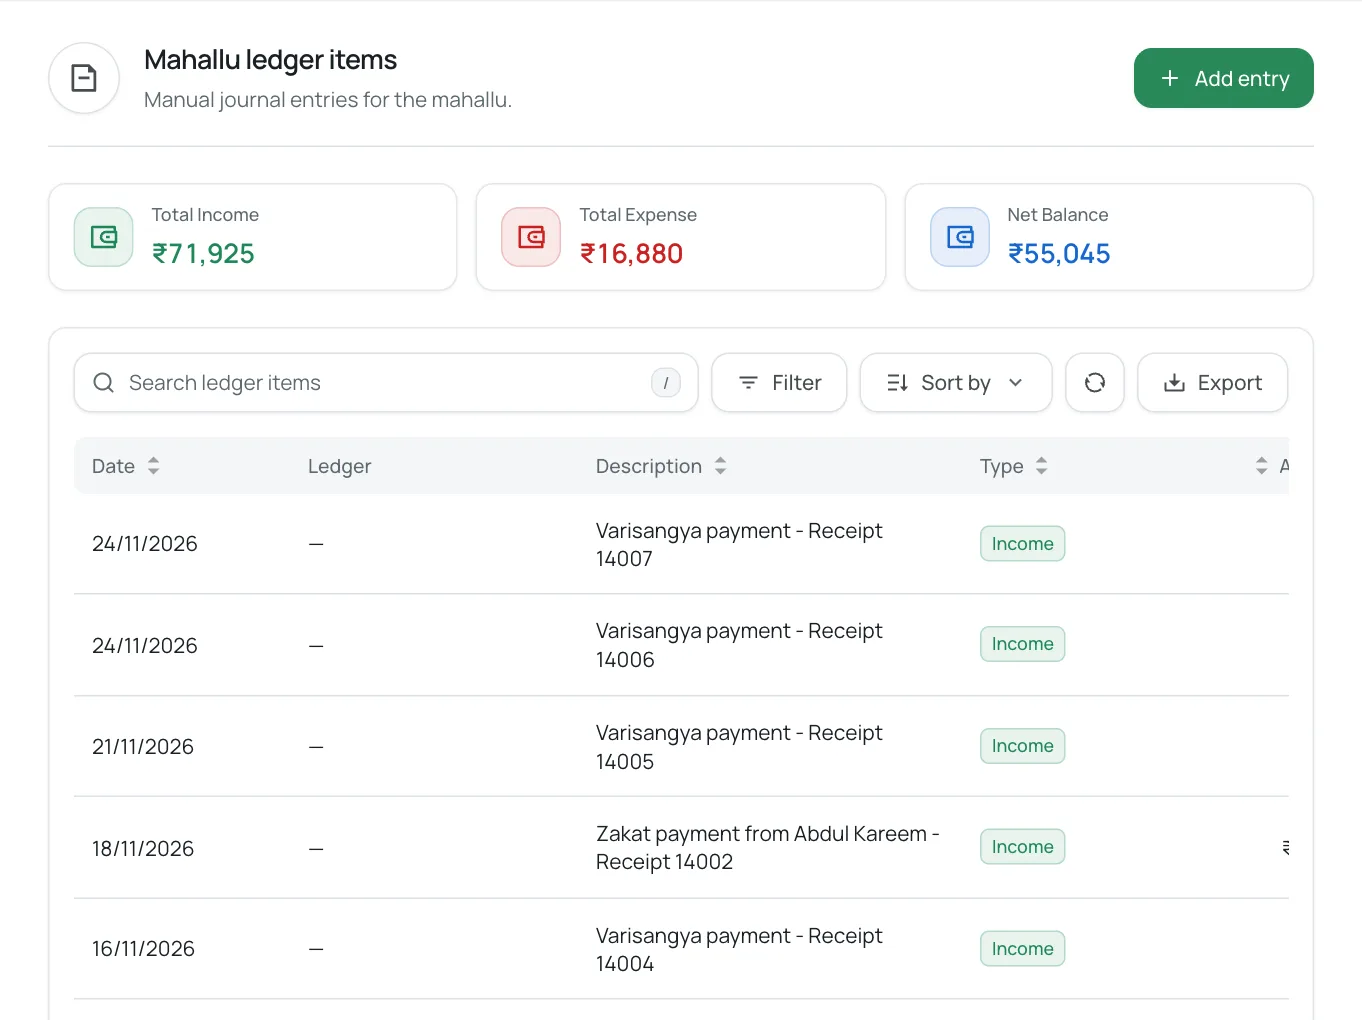 Mahallu ledger items
Manual journal entries for the mahallu.
+ Add entry
Total Income
₹71,925
Total Expense
₹16,880
Net Balance
₹55,045
Search ledger items /
Filter
Sort by
Export
Date Ledger Description Type A
24/11/2026 — Varisangya payment - Receipt
14007
Income
24/11/2026 — Varisangya payment - Receipt
14006
Income
21/11/2026 — Varisangya payment - Receipt
14005
Income
18/11/2026 — Zakat payment from Abdul Kareem -
Receipt 14002
Income ₹
16/11/2026 — Varisangya payment - Receipt
14004
Income